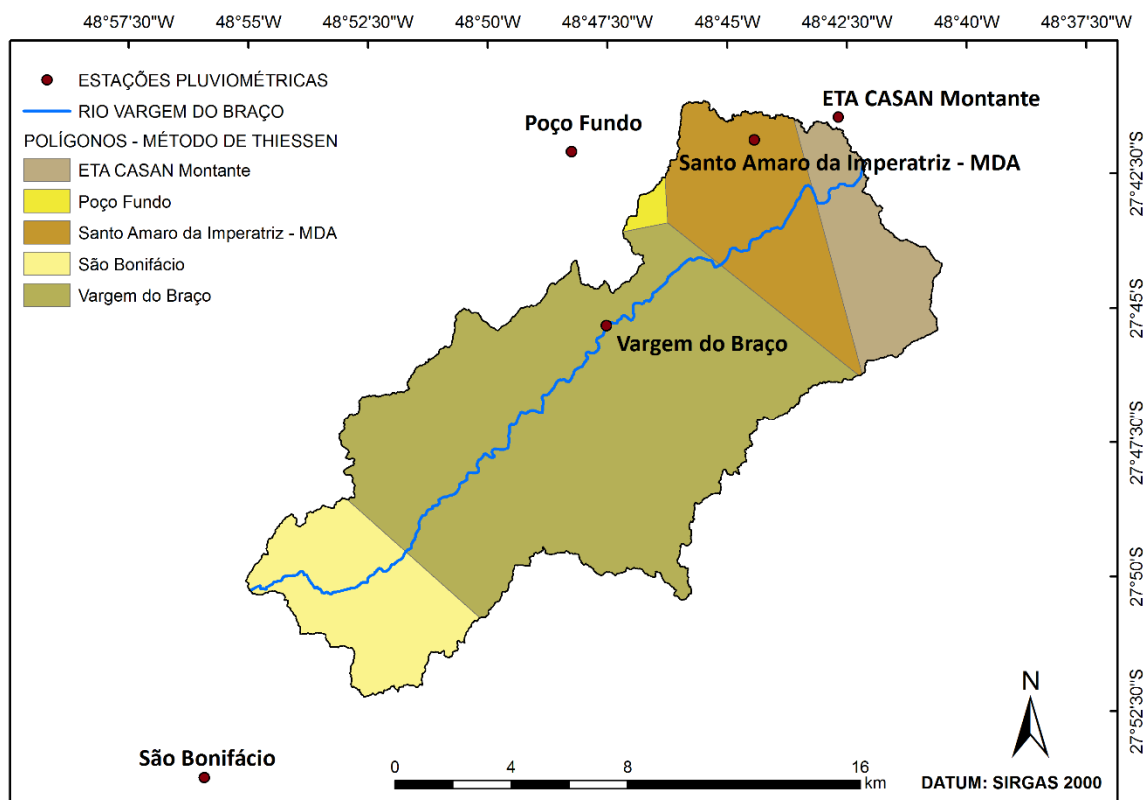 48°57'30"W 48°55'W 48°52'30"W 48°50'W 48°47'30"W 48°45'W 48°42'30"W 48°40'W 48°37'30"W
ESTAÇÕES PLUVIOMÉTRICAS
RIO VARGEM DO BRAÇO
POLÍGONOS - MÉTODO DE THIESSEN
ETA CASAN Montante
Poço Fundo
Santo Amaro da Imperatriz - MDA
São Bonifácio
Vargem do Braço
ETA CASAN Montante
Poço Fundo
Santo Amaro da Imperatriz - MDA
Vargem do Braço
São Bonifácio
27°42'30"S
27°45'S
27°47'30"S
27°50'S
27°52'30"S
N
0 4 8 16
km
DATUM: SIRGAS 2000